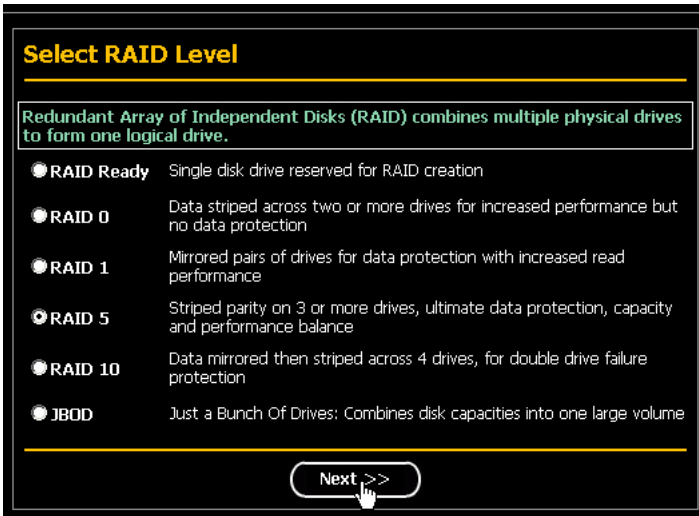 Select RAID Level
Redundant Array of Independent Disks (RAID) combines multiple physical drives
to form one logical drive.
RAID Ready Single disk drive reserved for RAID creation
RAID 0 Data striped across two or more drives for increased performance but
no data protection
RAID 1 Mirrored pairs of drives for data protection with increased read
performance
RAID 5 Striped parity on 3 or more drives, ultimate data protection, capacity
and performance balance
RAID 10 Data mirrored then striped across 4 drives, for double drive failure
protection
JBOD Just a Bunch Of Drives: Combines disk capacities into one large volume
Next >>